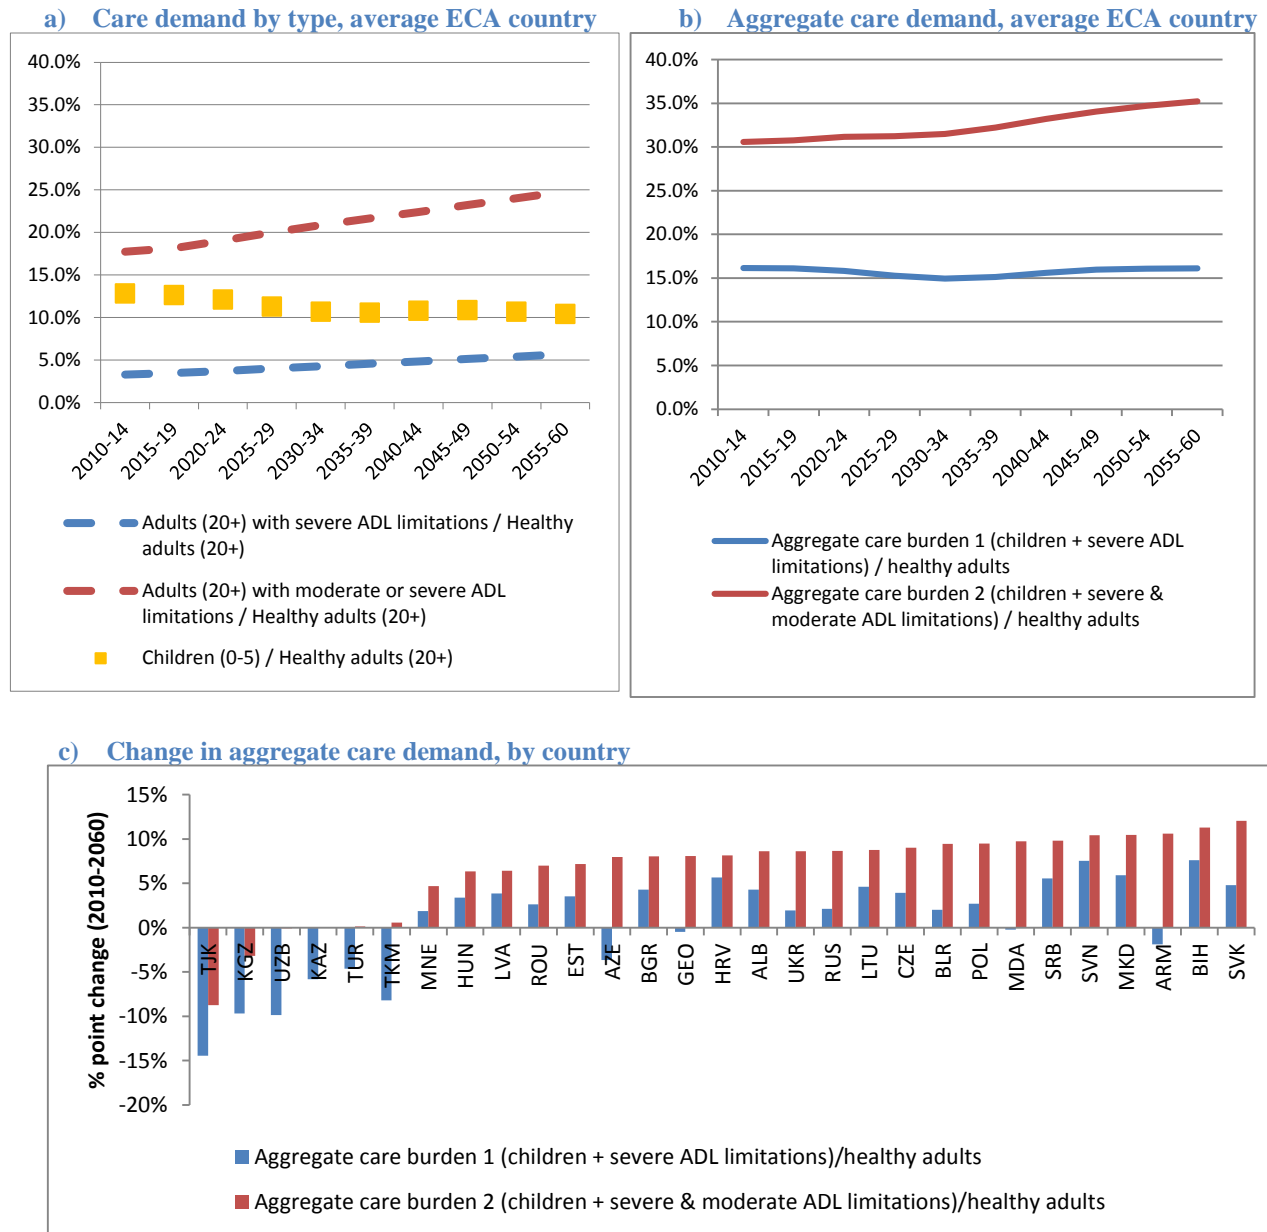 a) Care demand by type, average ECA country
40.0%
35.0%
30.0%
25.0%
20.0%
15.0%
10.0%
5.0%
0.0%
2010-14
2015-19
2020-24
2025-29
2030-34
2035-39
2040-44
2045-49
2050-54
2055-60
Adults (20+) with severe ADL limitations / Healthy
adults (20+)
Adults (20+) with moderate or severe ADL
limitations / Healthy adults (20+)
Children (0-5) / Healthy adults (20+)
b) Aggregate care demand, average ECA country
40.0%
35.0%
30.0%
25.0%
20.0%
15.0%
10.0%
5.0%
0.0%
2010-14
2015-19
2020-24
2025-29
2030-34
2035-39
2040-44
2045-49
2050-54
2055-60
Aggregate care burden 1 (children + severe ADL
limitations) / healthy adults
Aggregate care burden 2 (children + severe &
moderate ADL limitations) / healthy adults
c) Change in aggregate care demand, by country
% point change (2010-2060)
15%
10%
5%
0%
-5%
-10%
-15%
-20%
TJK
KGZ
UZB
KAZ
TUR
TKM
MNE
HUN
LVA
ROU
EST
AZE
BGR
GEO
HRV
ALB
UKR
RUS
LTU
CZE
BLR
POL
MDA
SRB
SVN
MKD
ARM
BIH
SVK
Aggregate care burden 1 (children + severe ADL limitations)/healthy adults
Aggregate care burden 2 (children + severe & moderate ADL limitations)/healthy adults